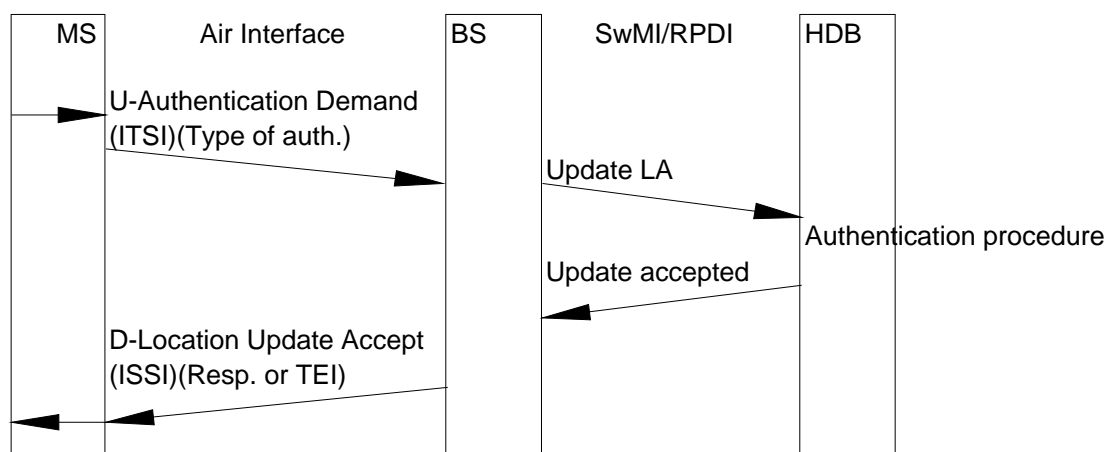 MS
Air Interface
BS
SwMI/RPDI
HDB
U-Authentication Demand
(ITSI)(Type of auth.)
Update LA
Authentication procedure
Update accepted
D-Location Update Accept
(ISSI)(Resp. or TEI)